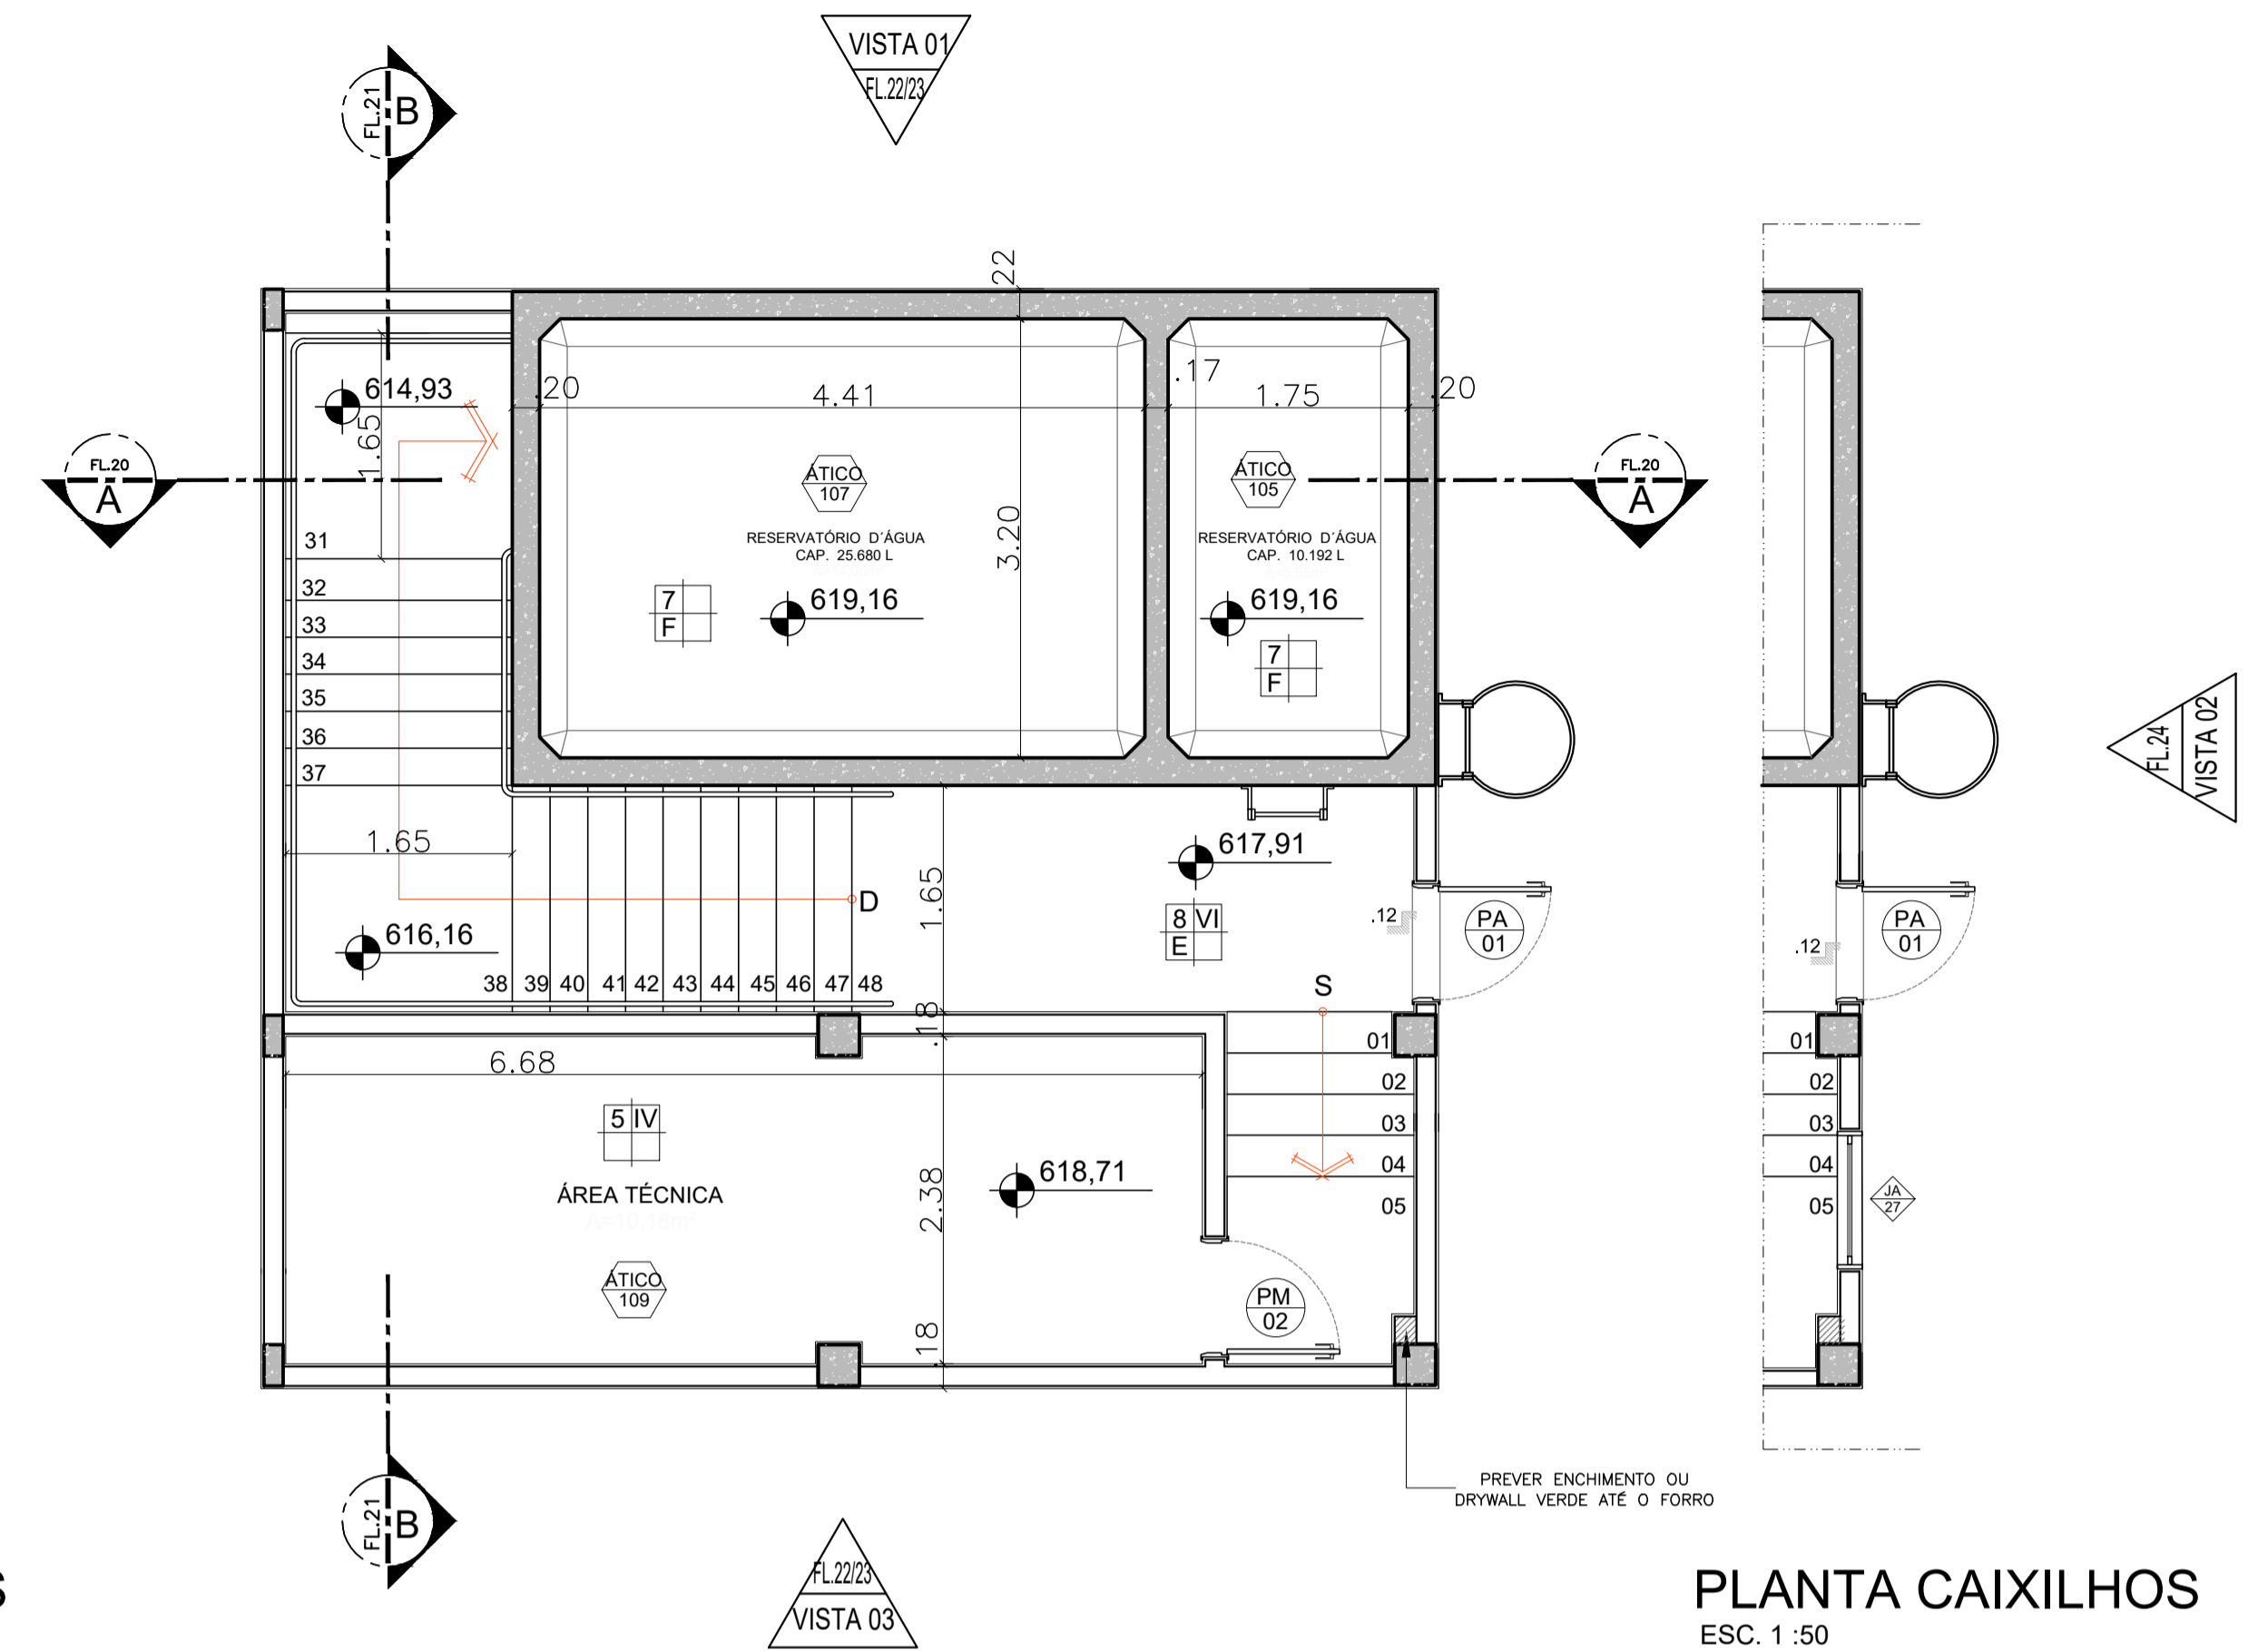 VISTA 01
FL.22/23
FL.21
B
.22
614,93
.20
4.41
.17
1.75
.20
1.65
FL.20
A
ÁTICO
107
ÁTICO
105
FL.20
A
3.20
RESERVATÓRIO D´ÁGUA
CAP. 25.680 L
RESERVATÓRIO D´ÁGUA
CAP. 10.192 L
31
32
33
34
35
36
37
7
F
619,16
619,16
7
F
FL.24
VISTA 02
1.65
617,91
1.65
D
8 VI
E
.12
PA
01
.12
PA
01
616,16
38 39 40 41 42 43 44 45 46 47 48
S
.18
6.68
01
02
03
04
05
01
02
03
04
05
5 IV
ÁREA TÉCNICA
A=10,18m²
618,71
2.38
JA
27
ÁTICO
109
PM
02
.18
PREVER ENCHIMENTO OU
DRYWALL VERDE ATÉ O FORRO
FL.21
B
FL.22/23
VISTA 03
S
PLANTA CAIXILHOS
ESC. 1 :50